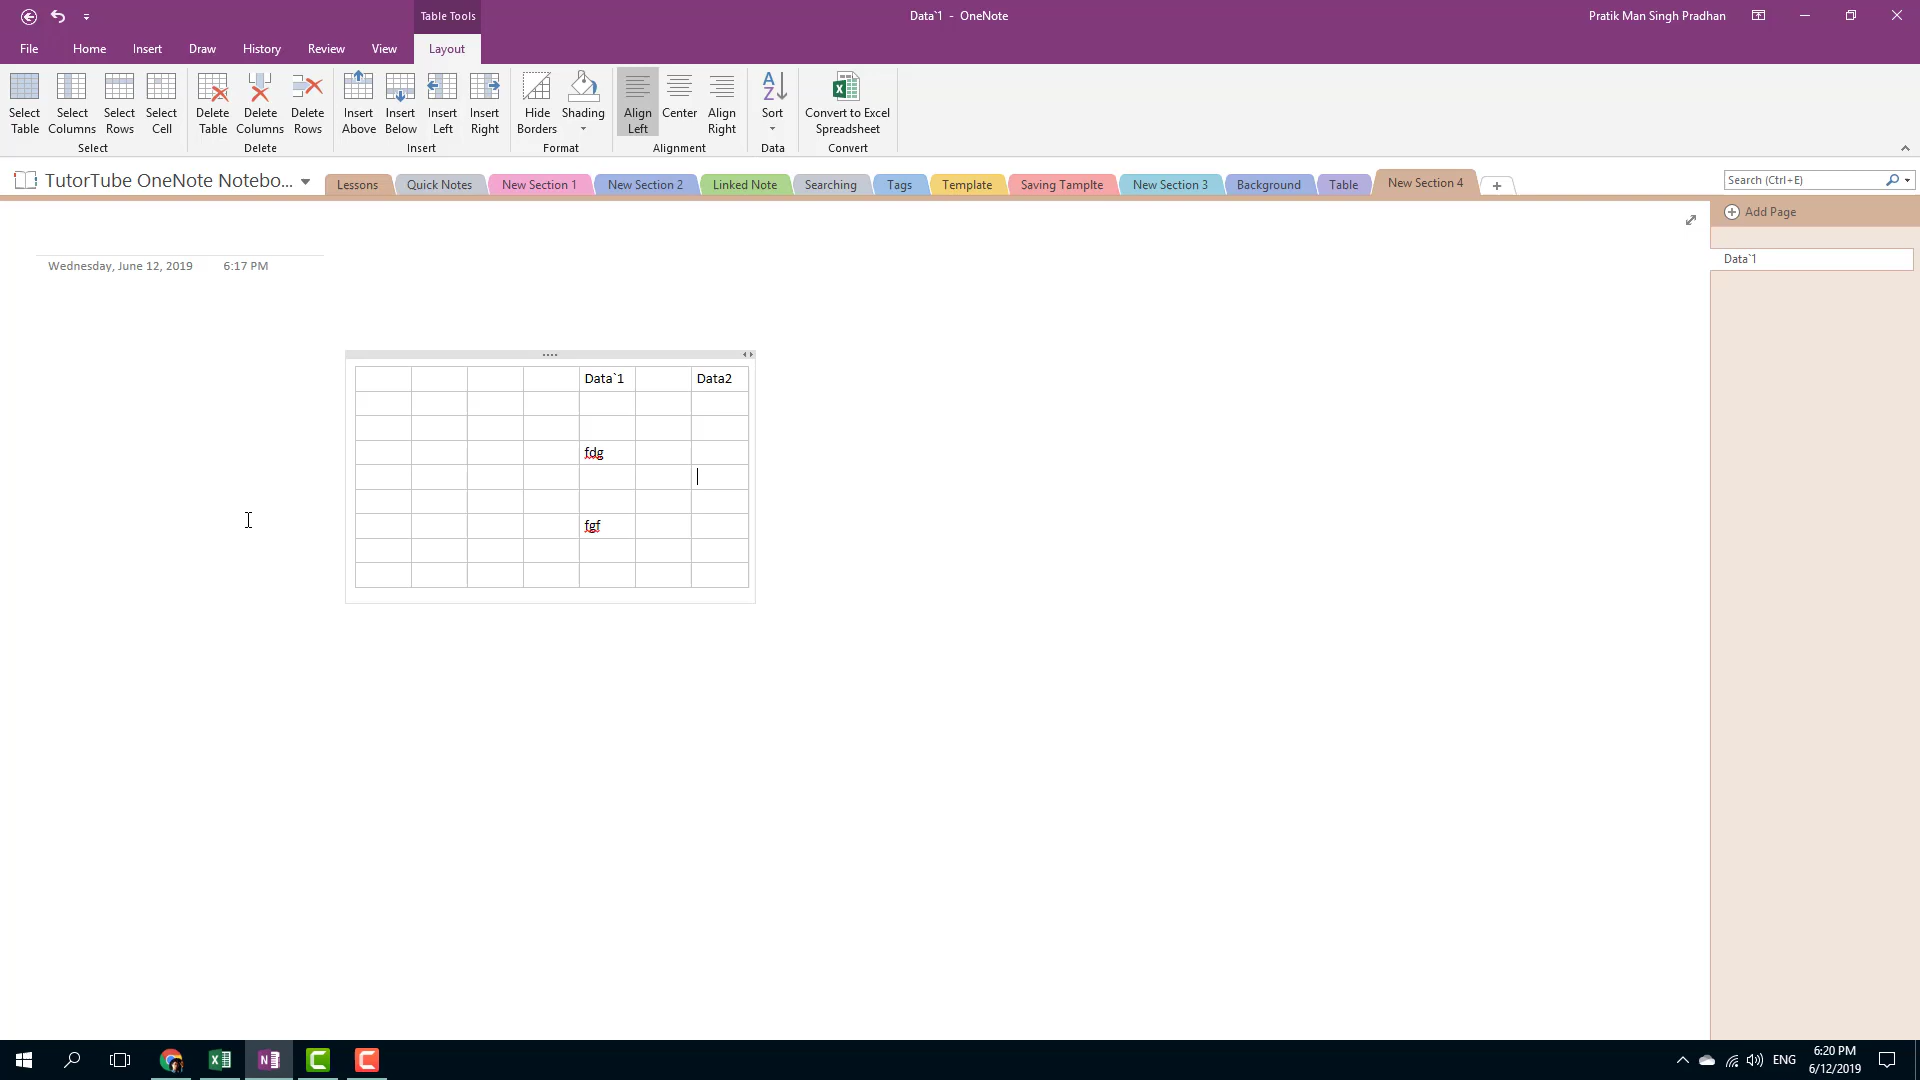 Table Tools
Data`1 - OneNote
Pratik Man Singh Pradhan
File Home Insert Draw History Review View Layout
Select Table
Select Columns
Select Rows
Select Cell
Select
Delete Table
Delete Columns
Delete Rows
Delete
Insert Above
Insert Below
Insert Left
Insert Right
Insert
Hide Borders
Shading
Format
Align Left
Center
Align Right
Alignment
A Z
Sort
Data
Convert to Excel Spreadsheet
Convert
TutorTube OneNote Notebo...
Lessons
Quick Notes
New Section 1
New Section 2
Linked Note
Searching
Tags
Template
Saving Tamplte
New Section 3
Background
Table
New Section 4
Search (Ctrl+E)
Add Page
Data`1
Wednesday, June 12, 2019 6:17 PM
Data`1 Data2
fdg
fgf
ENG
6:20 PM
6/12/2019